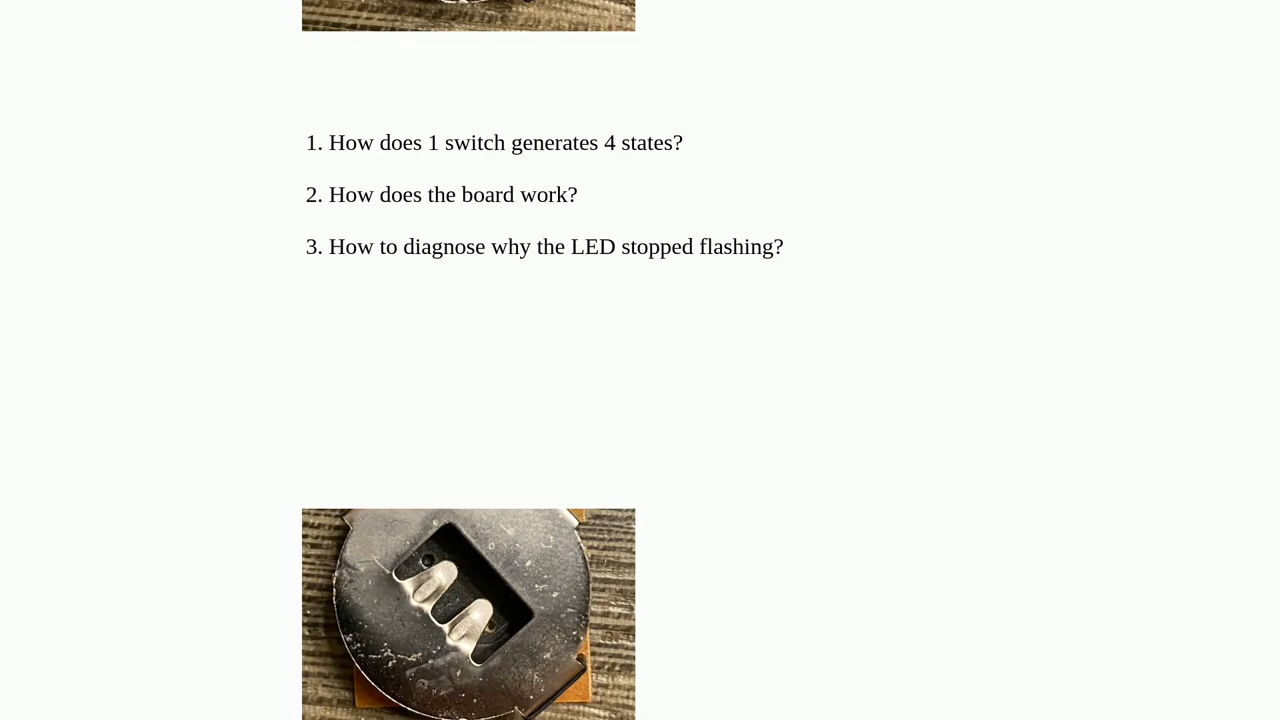 1. How does 1 switch generates 4 states?
2. How does the board work?
3. How to diagnose why the LED stopped flashing?